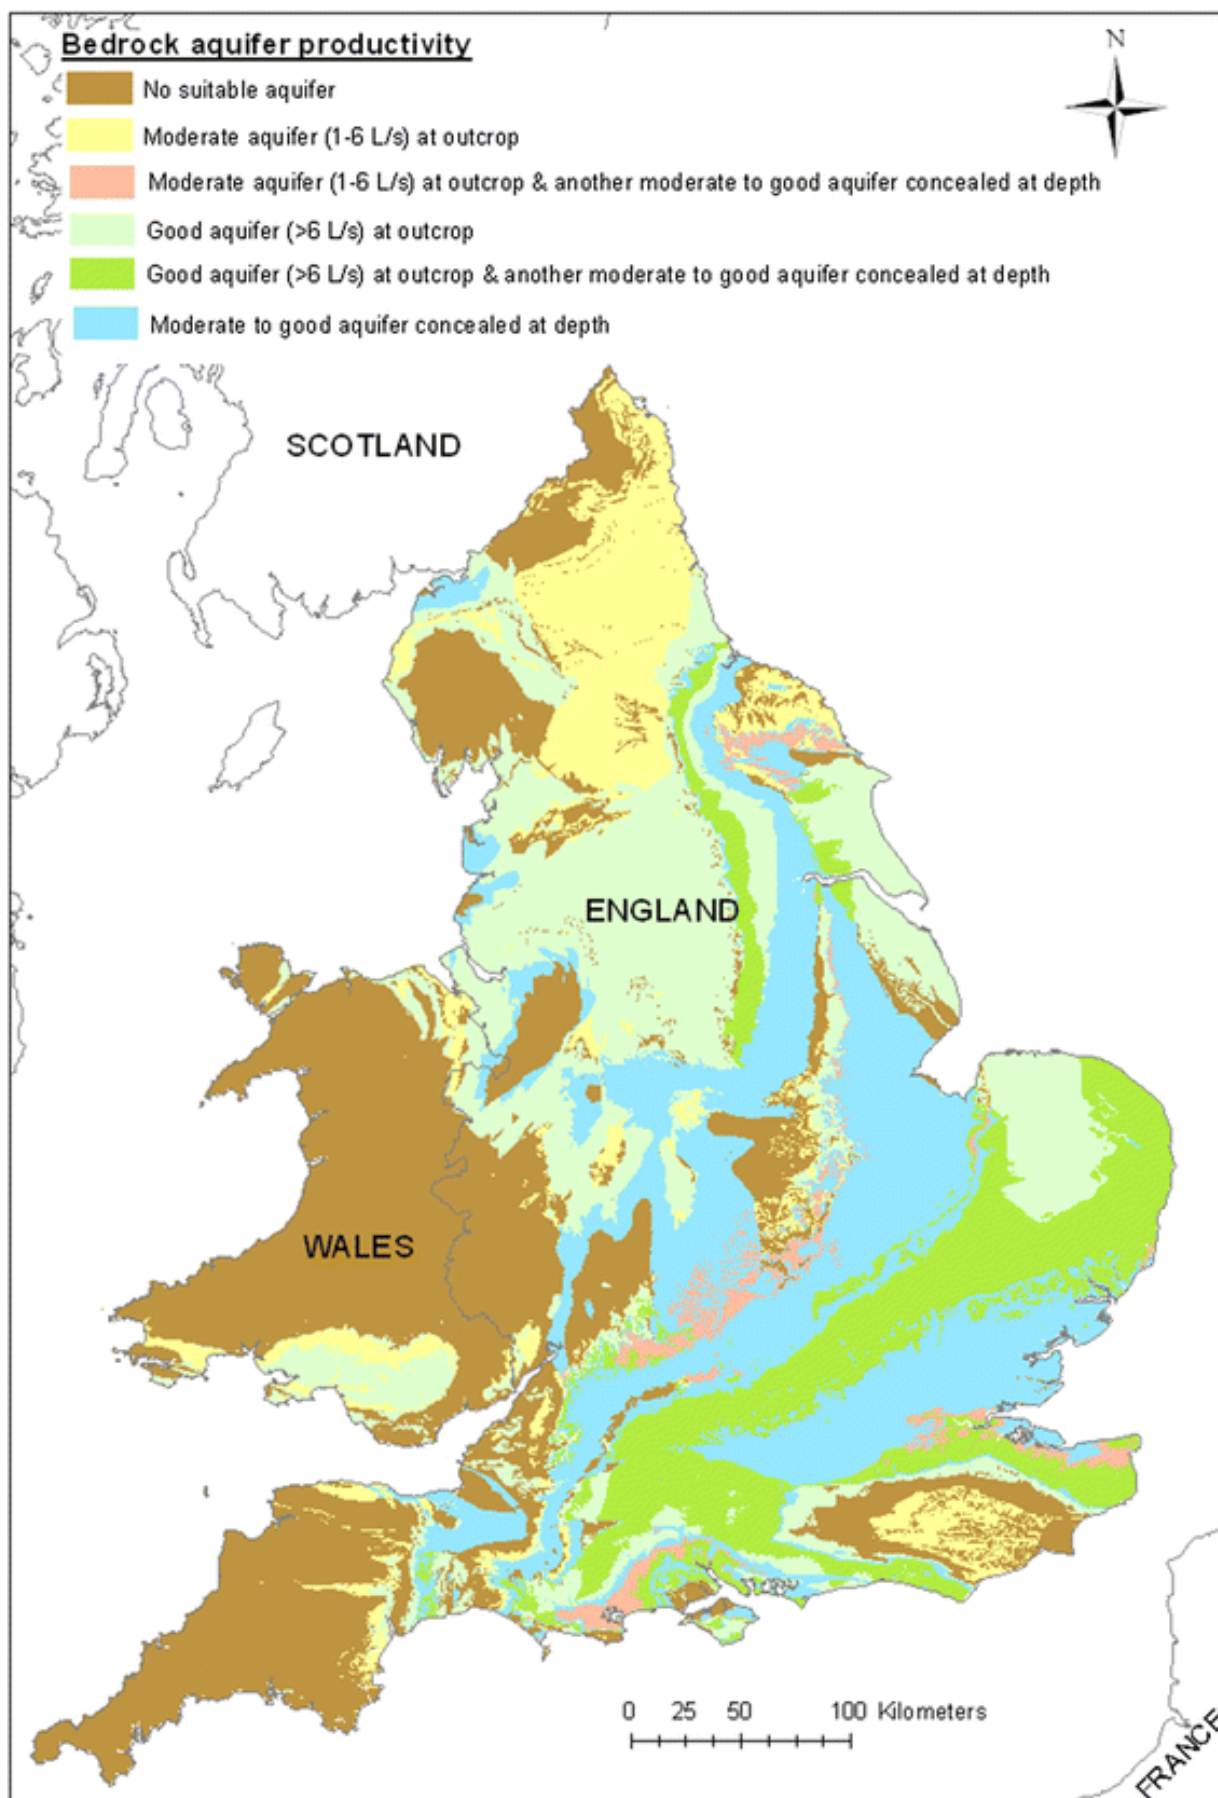 Bedrock aquifer productivity
N
No suitable aquifer
Moderate aquifer (1-6 L/s) at outcrop
Moderate aquifer (1-6 L/s) at outcrop & another moderate to good aquifer concealed at depth
Good aquifer (>6 L/s) at outcrop
Good aquifer (>6 L/s) at outcrop & another moderate to good aquifer concealed at depth
Moderate to good aquifer concealed at depth
SCOTLAND
ENGLAND
WALES
0 25 50 100 Kilometers
FRANCE